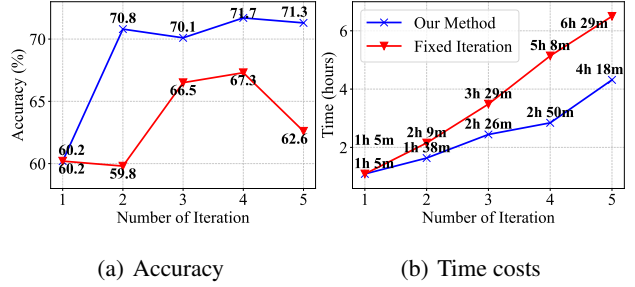 Accuracy (%)
70
65
60
60.2
60.2
70.8
59.8
70.1
66.5
71.7
67.3
71.3
62.6
1 2 3 4 5
Number of Iteration
(a) Accuracy
Time (hours)
6
4
2
Our Method
Fixed Iteration
1h 5m
1h 5m
2h 9m
1h 38m
3h 29m
2h 26m
5h 8m
2h 50m
6h 29m
4h 18m
1 2 3 4 5
Number of Iteration
(b) Time costs